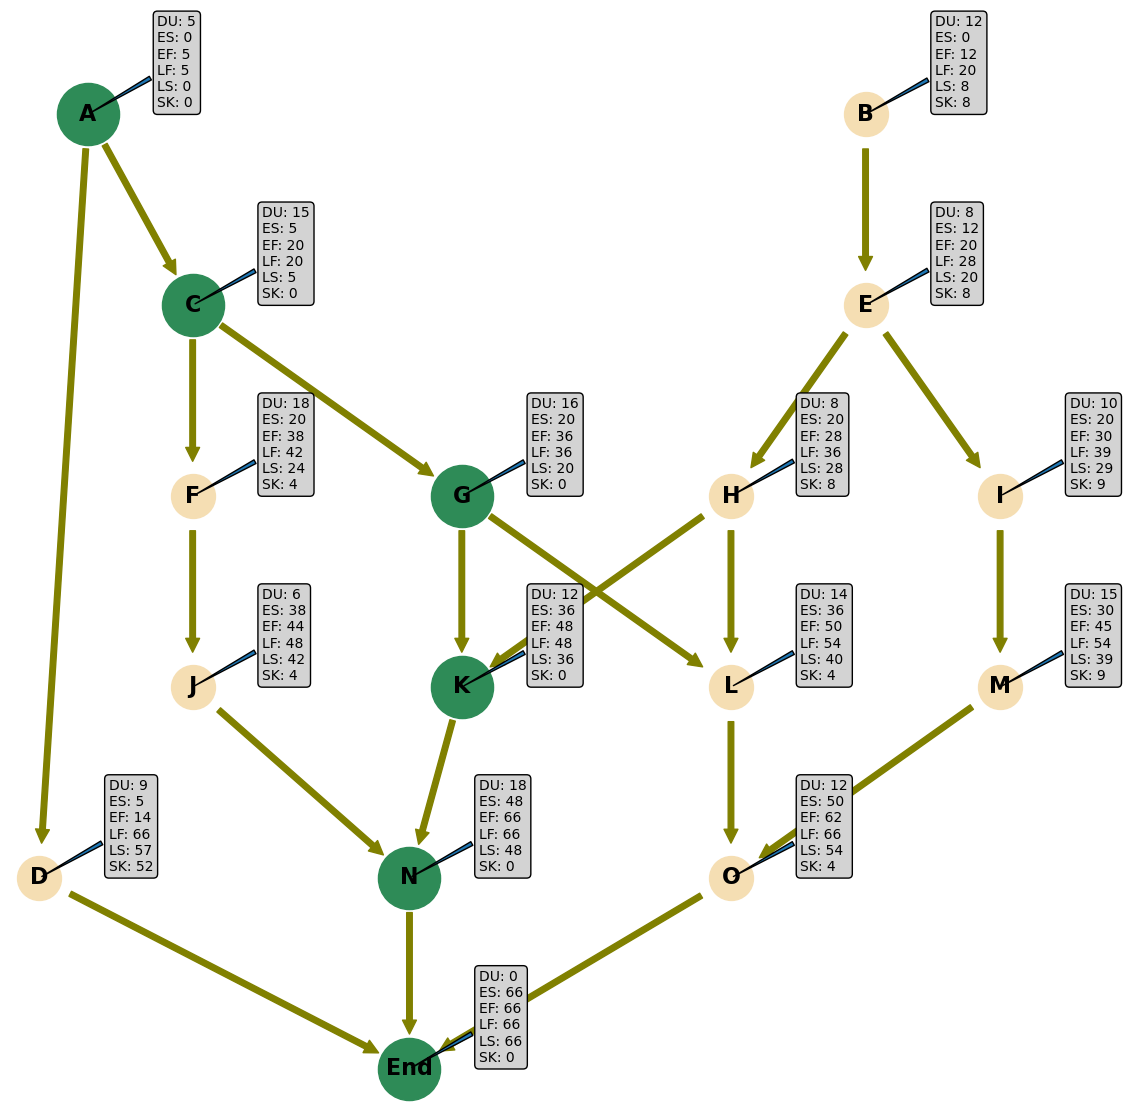 DU: 5
ES: 0
EF: 5
LF: 5
LS: 0
SK: 0
A
DU: 12
ES: 0
EF: 12
LF: 20
LS: 8
SK: 8
B
DU: 15
ES: 5
EF: 20
LF: 20
LS: 5
SK: 0
C
DU: 8
ES: 12
EF: 20
LF: 28
LS: 20
SK: 8
E
DU: 18
ES: 20
EF: 38
LF: 42
LS: 24
SK: 4
F
DU: 16
ES: 20
EF: 36
LF: 36
LS: 20
SK: 0
G
DU: 8
ES: 20
EF: 28
LF: 36
LS: 28
SK: 8
H
DU: 10
ES: 20
EF: 30
LF: 39
LS: 29
SK: 9
I
DU: 6
ES: 38
EF: 44
LF: 48
LS: 42
SK: 4
J
DU: 12
ES: 36
EF: 48
LF: 48
LS: 36
SK: 0
K
DU: 14
ES: 36
EF: 50
LF: 54
LS: 40
SK: 4
L
DU: 15
ES: 30
EF: 45
LF: 54
LS: 39
SK: 9
M
DU: 9
ES: 5
EF: 14
LF: 66
LS: 57
SK: 52
D
DU: 18
ES: 48
EF: 66
LF: 66
LS: 48
SK: 0
N
DU: 12
ES: 50
EF: 62
LF: 66
LS: 54
SK: 4
O
DU: 0
ES: 66
EF: 66
LF: 66
LS: 66
SK: 0
End